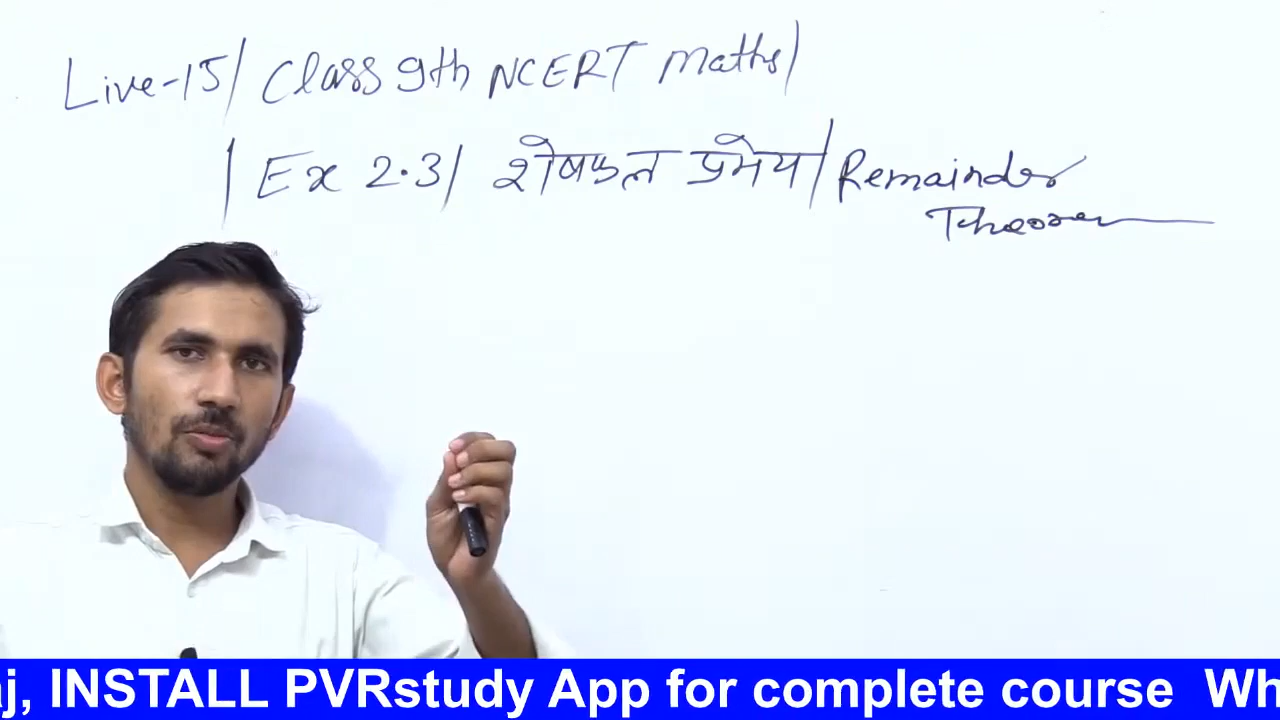 Live-15/ Class 9th NCERT Maths/
/ Ex 2.3/ शेषफल प्रमेय/ Remainder
Theorem
aj, INSTALL PVRstudy App for complete course Wh